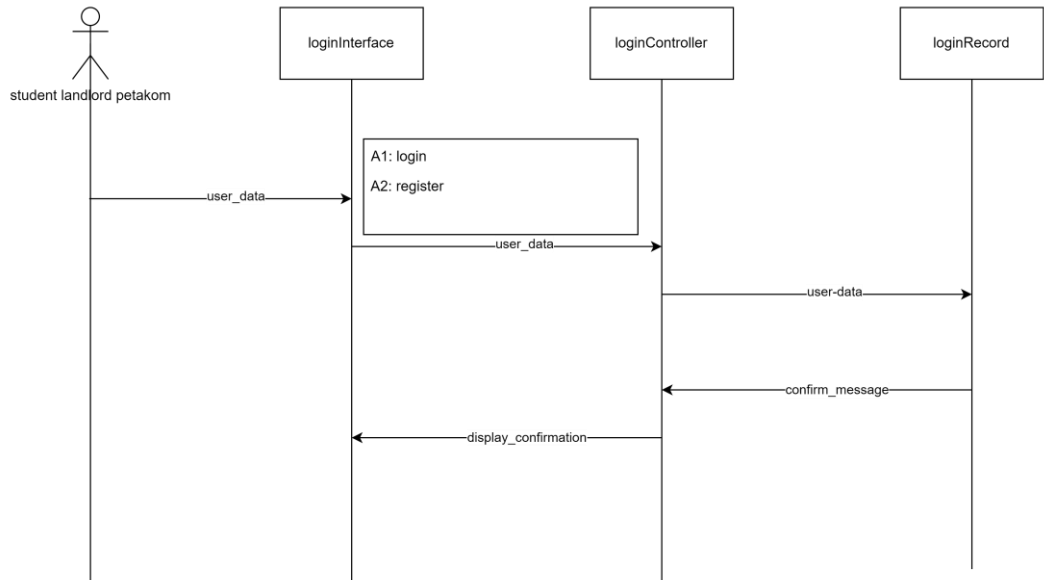 loginInterface
loginController
loginRecord
student landlord petakom
A1: login
A2: register
user_data
user_data
user-data
confirm_message
display_confirmation